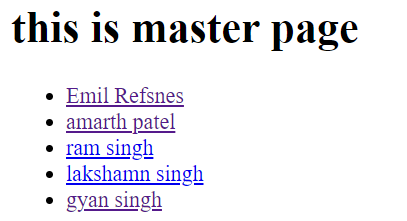 this is master page
Emil Refsnes
amarth patel
ram singh
lakshamn singh
gyan singh